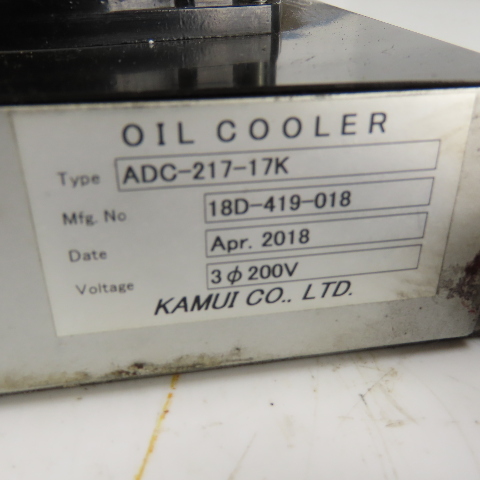 OIL COOLER
Type ADC-217-17K
Mfg. No 18D-419-018
Date Apr. 2018
Voltage 3φ200V
KAMUI CO., LTD.